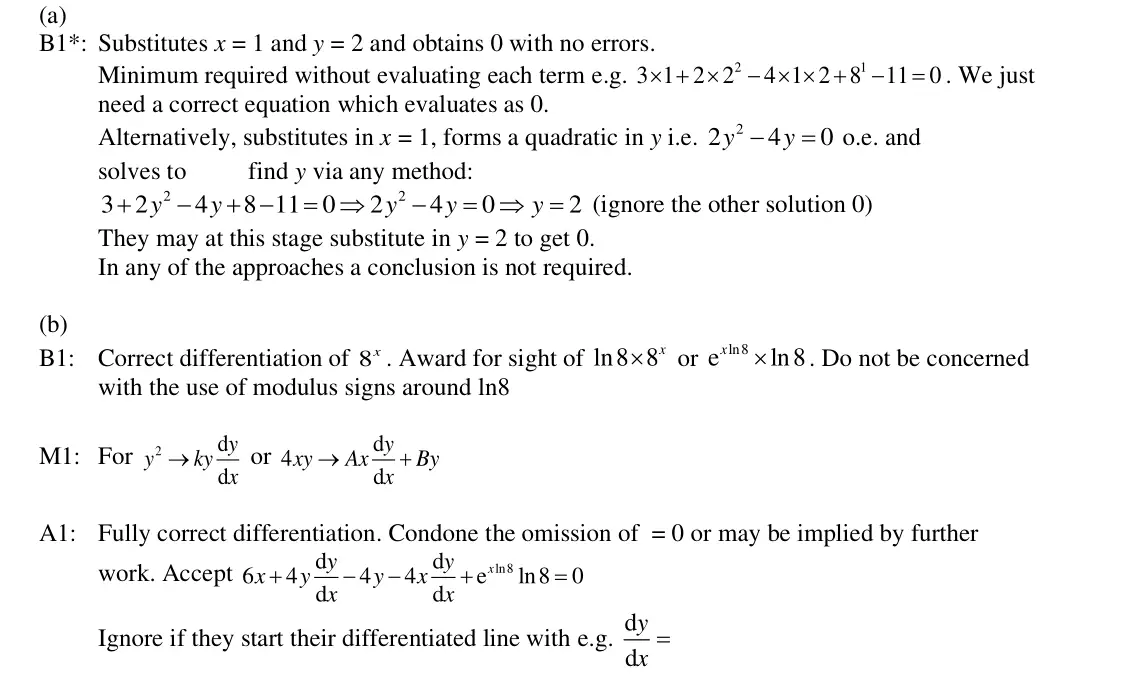 (a)
B1*: Substitutes x = 1 and y = 2 and obtains 0 with no errors.
Minimum required without evaluating each term e.g. 3×1+2×2² −4×1×2+8¹ −11=0. We just
need a correct equation which evaluates as 0.
Alternatively, substitutes in x = 1, forms a quadratic in y i.e. 2y² −4y=0 o.e. and
solves to find y via any method:
3+2y² −4y+8−11=0⇒2y² −4y=0⇒ y=2 (ignore the other solution 0)
They may at this stage substitute in y = 2 to get 0.
In any of the approaches a conclusion is not required.
(b)
B1: Correct differentiation of 8ˣ. Award for sight of ln8×8ˣ or e^(xln8) ×ln8. Do not be concerned
with the use of modulus signs around ln8
M1: For y² → ky dy/dx or 4xy → Ax dy/dx + By
A1: Fully correct differentiation. Condone the omission of = 0 or may be implied by further
work. Accept 6x+4y dy/dx −4y−4x dy/dx +e^(xln8) ln8=0
Ignore if they start their differentiated line with e.g. dy/dx =